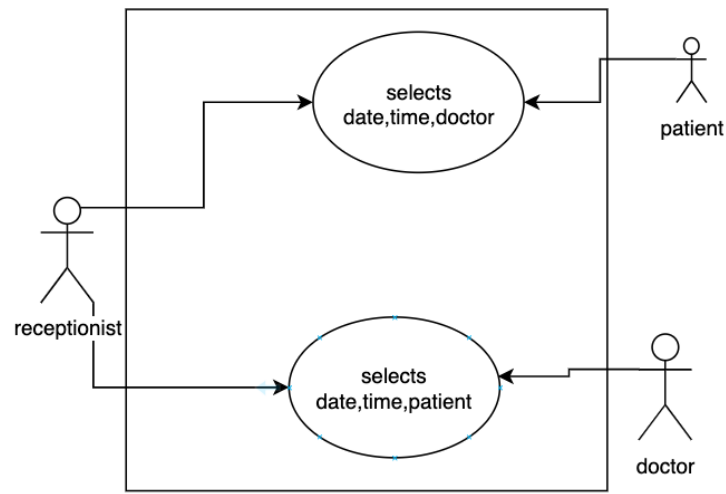 selects
date,time,doctor
patient
receptionist
selects
date,time,patient
doctor